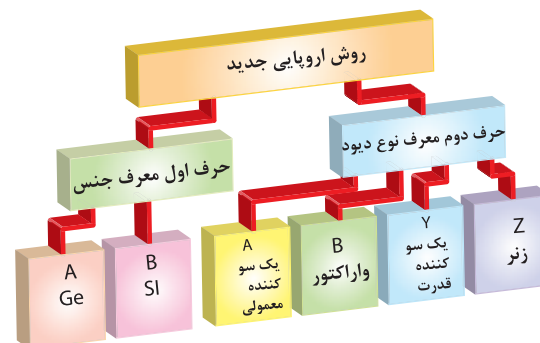 روش اروپایی جدید
حرف اول معرف جنس
حرف دوم معرف نوع دیود
A
Ge
B
SI
A
یک سو
کننده
معمولی
B
واراکتور
Y
یک سو
کننده
قدرت
Z
زنر